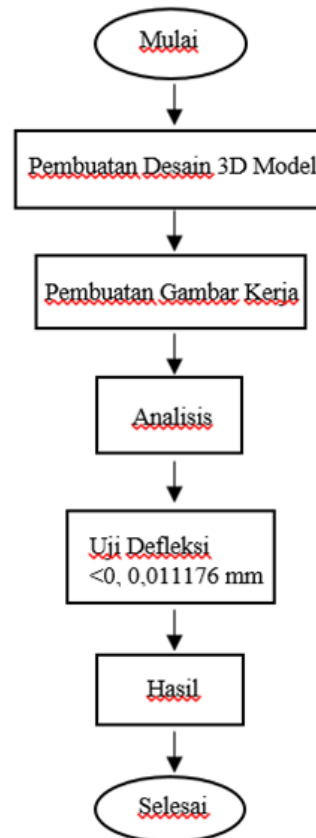 Mulai
Pembuatan Desain 3D Model
Pembuatan Gambar Kerja
Analisis
Uji Defleksi
<0, 0,011176 mm
Hasil
Selesai